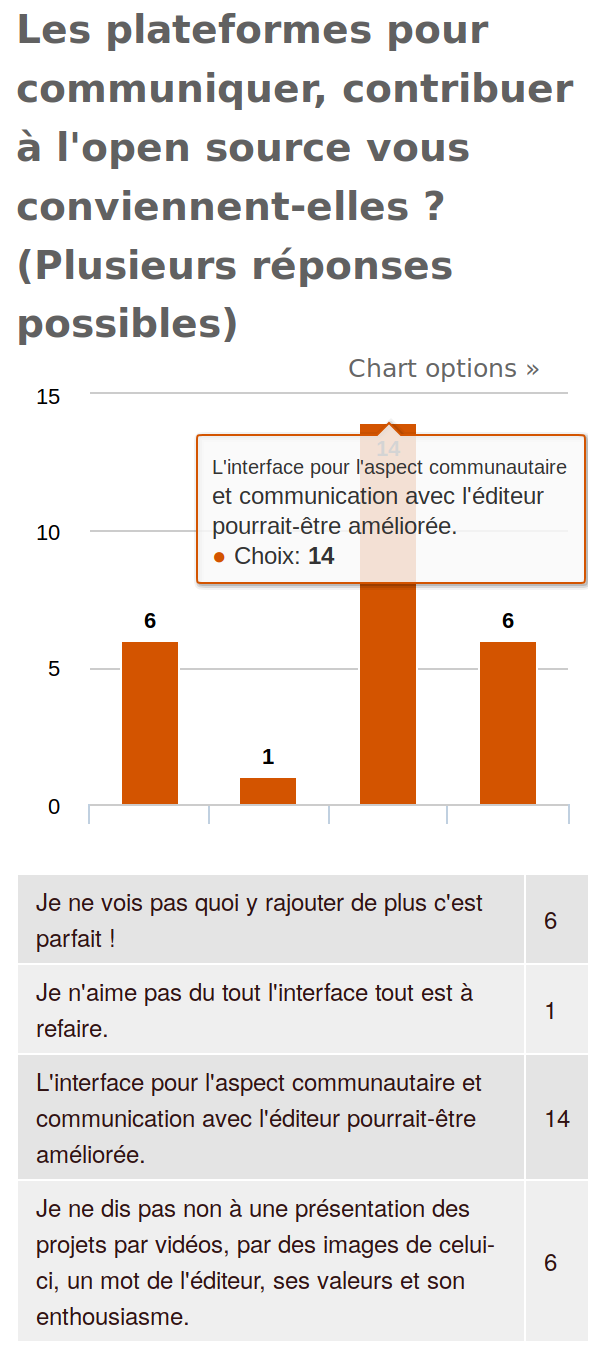 Les plateformes pour
communiquer, contribuer
à l'open source vous
conviennent-elles ?
(Plusieurs réponses
possibles)
Chart options »
15
14
L'interface pour l'aspect communautaire
et communication avec l'éditeur
pourrait-être améliorée.
● Choix: 14
10
6
6
5
1
0
Je ne vois pas quoi y rajouter de plus c'est
parfait !
6
Je n'aime pas du tout l'interface tout est à
refaire.
1
L'interface pour l'aspect communautaire et
communication avec l'éditeur pourrait-être
améliorée.
14
Je ne dis pas non à une présentation des
projets par vidéos, par des images de celui-
ci, un mot de l'éditeur, ses valeurs et son
enthousiasme.
6